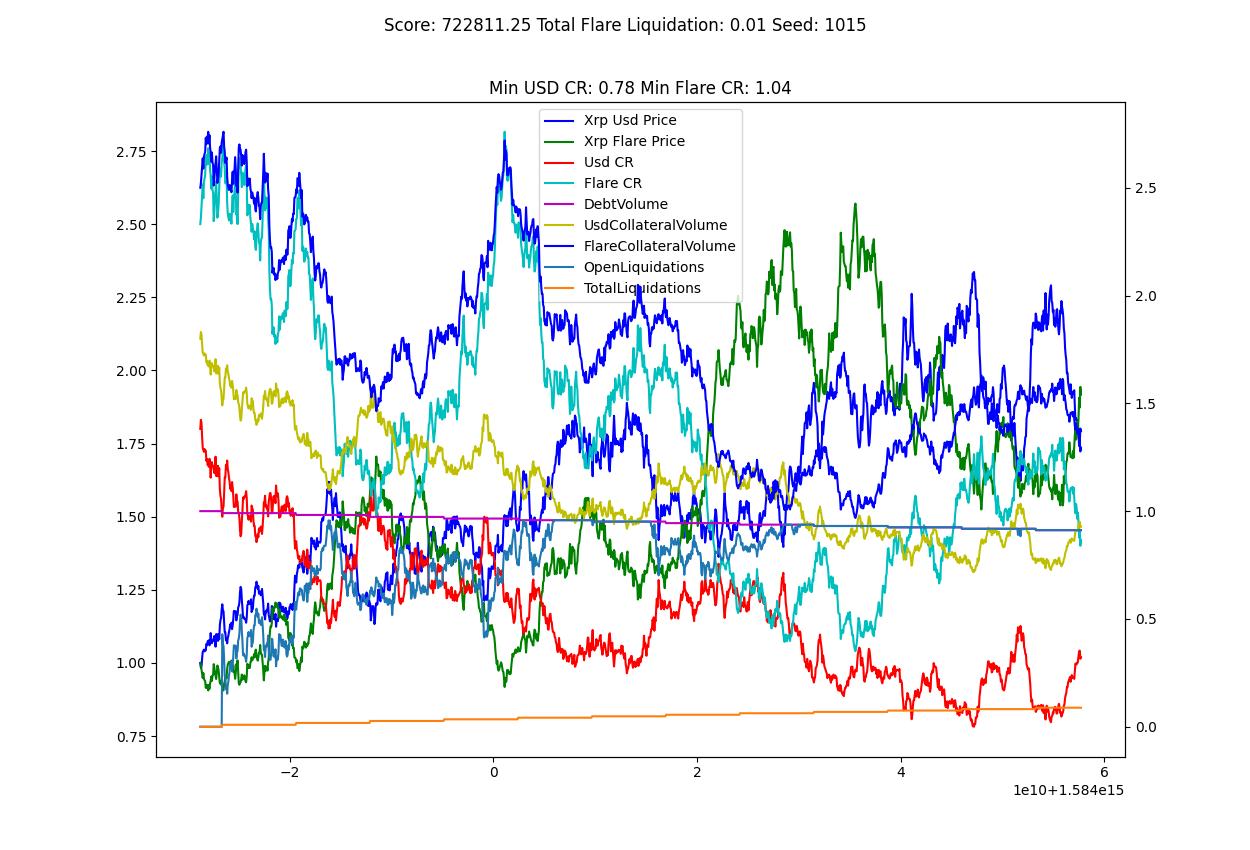 Score: 722811.25 Total Flare Liquidation: 0.01 Seed: 1015
Min USD CR: 0.78 Min Flare CR: 1.04
Xrp Usd Price
Xrp Flare Price
Usd CR
Flare CR
DebtVolume
UsdCollateralVolume
FlareCollateralVolume
OpenLiquidations
TotalLiquidations
2.75
2.50
2.25
2.00
1.75
1.50
1.25
1.00
0.75
2.5
2.0
1.5
1.0
0.5
0.0
−2 0 2 4 6
1e10+1.584e15